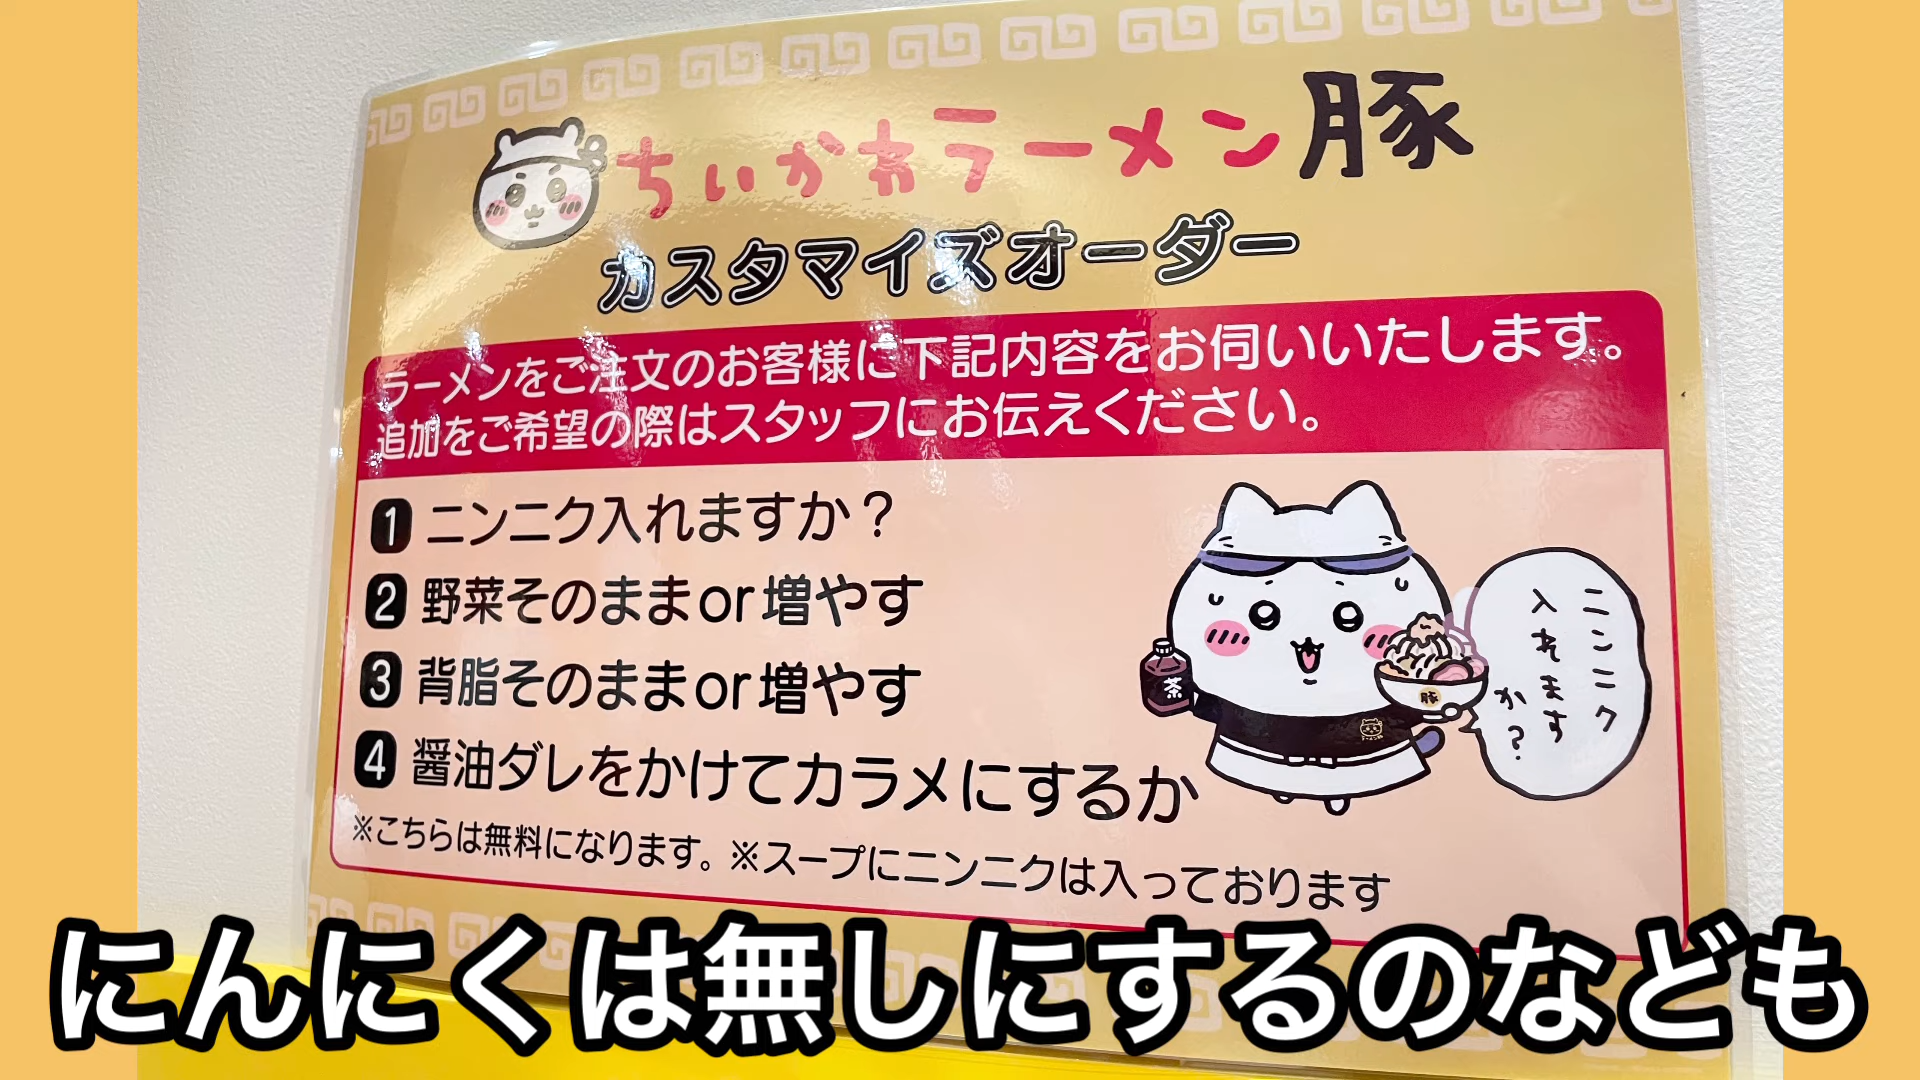 ちいかわラーメン豚
カスタマイズオーダー
ラーメンをご注文のお客様に下記内容をお伺いいたします。
追加をご希望の際はスタッフにお伝えください。
1 ニンニク入れますか？
2 野菜そのままor増やす
3 背脂そのままor増やす
4 醤油ダレをかけてカラメにするか
※こちらは無料になります。※スープにニンニクは入っております
茶
豚
ニンニク
入れます
か？
にんにくは無しにするのなども